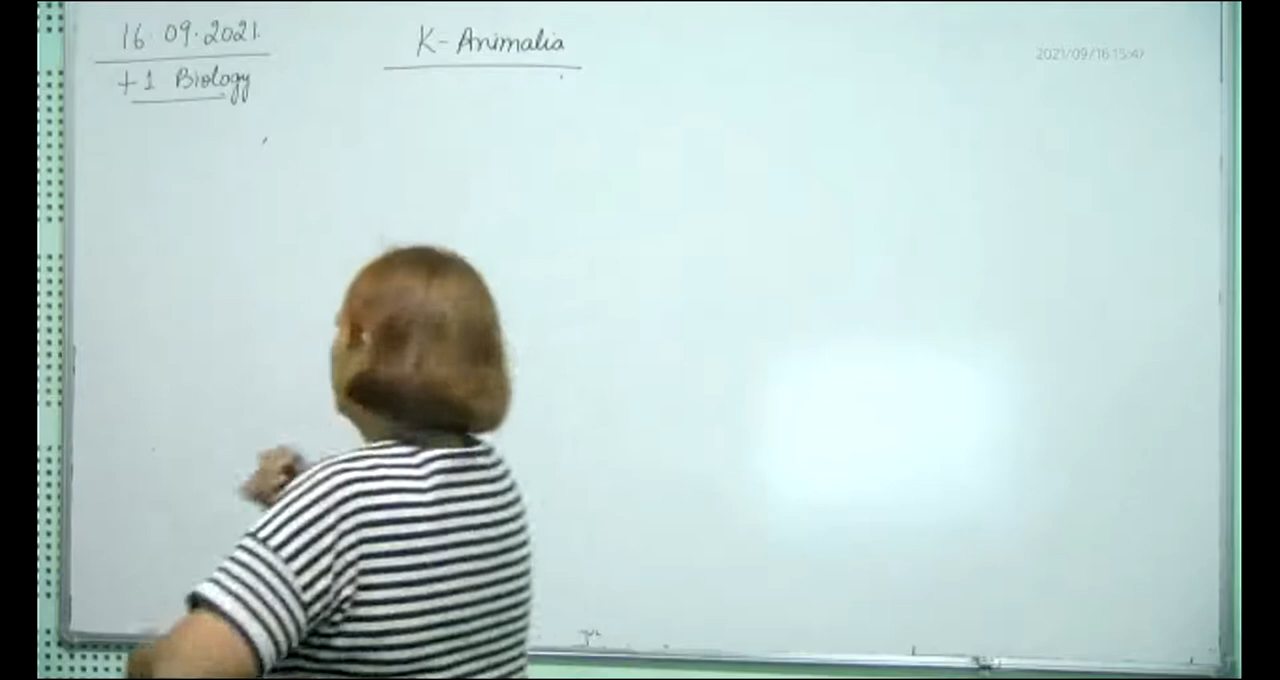 16.09.2021.
K- Animalia
2021/09/16 15:47
+1 Biology